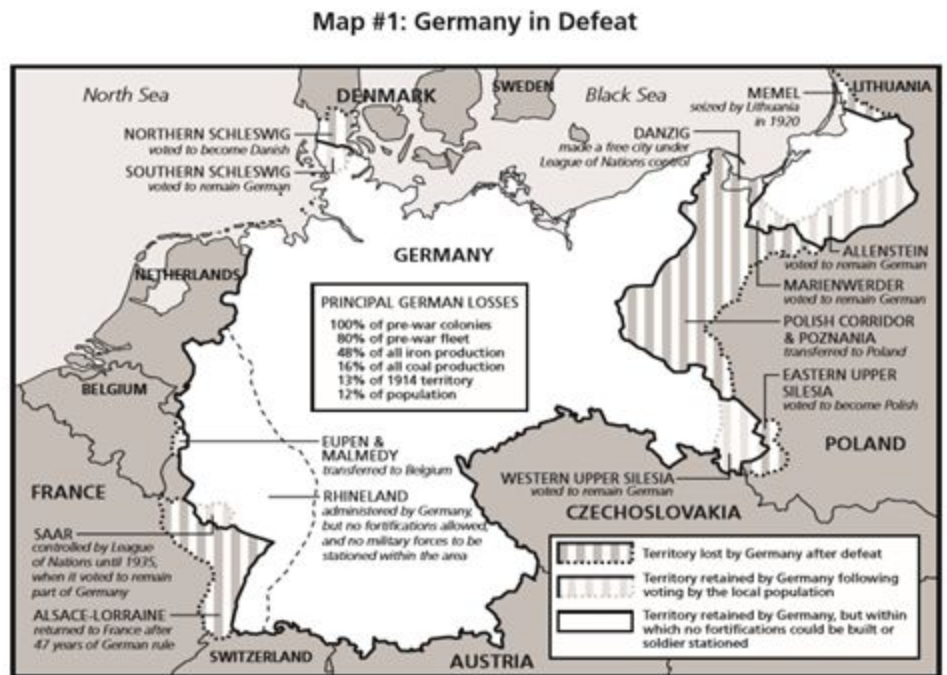 Map #1: Germany in Defeat
North Sea
DENMARK
SWEDEN
Black Sea
MEMEL
seized by Lithuania
in 1920
LITHUANIA
NORTHERN SCHLESWIG
voted to become Danish
SOUTHERN SCHLESWIG
voted to remain German
DANZIG
made a free city under
League of Nations control
GERMANY
NETHERLANDS
ALLENSTEIN
voted to remain German
MARIENWERDER
voted to remain German
POLISH CORRIDOR
& POZNANIA
transferred to Poland
EASTERN UPPER
SILESIA
voted to become Polish
PRINCIPAL GERMAN LOSSES
100% of pre-war colonies
80% of pre-war fleet
48% of all iron production
16% of all coal production
13% of 1914 territory
12% of population
BELGIUM
POLAND
EUPEN &
MALMEDY
transferred to Belgium
WESTERN UPPER SILESIA
voted to remain German
FRANCE
RHINELAND
administered by Germany,
but no fortifications allowed,
and no military forces to be
stationed within the area
CZECHOSLOVAKIA
SAAR
controlled by League
of Nations until 1935,
when it voted to remain
part of Germany
ALSACE-LORRAINE
returned to France after
47 years of German rule
SWITZERLAND
AUSTRIA
Territory lost by Germany after defeat
Territory retained by Germany following
voting by the local population
Territory retained by Germany, but within
which no fortifications could be built or
soldier stationed